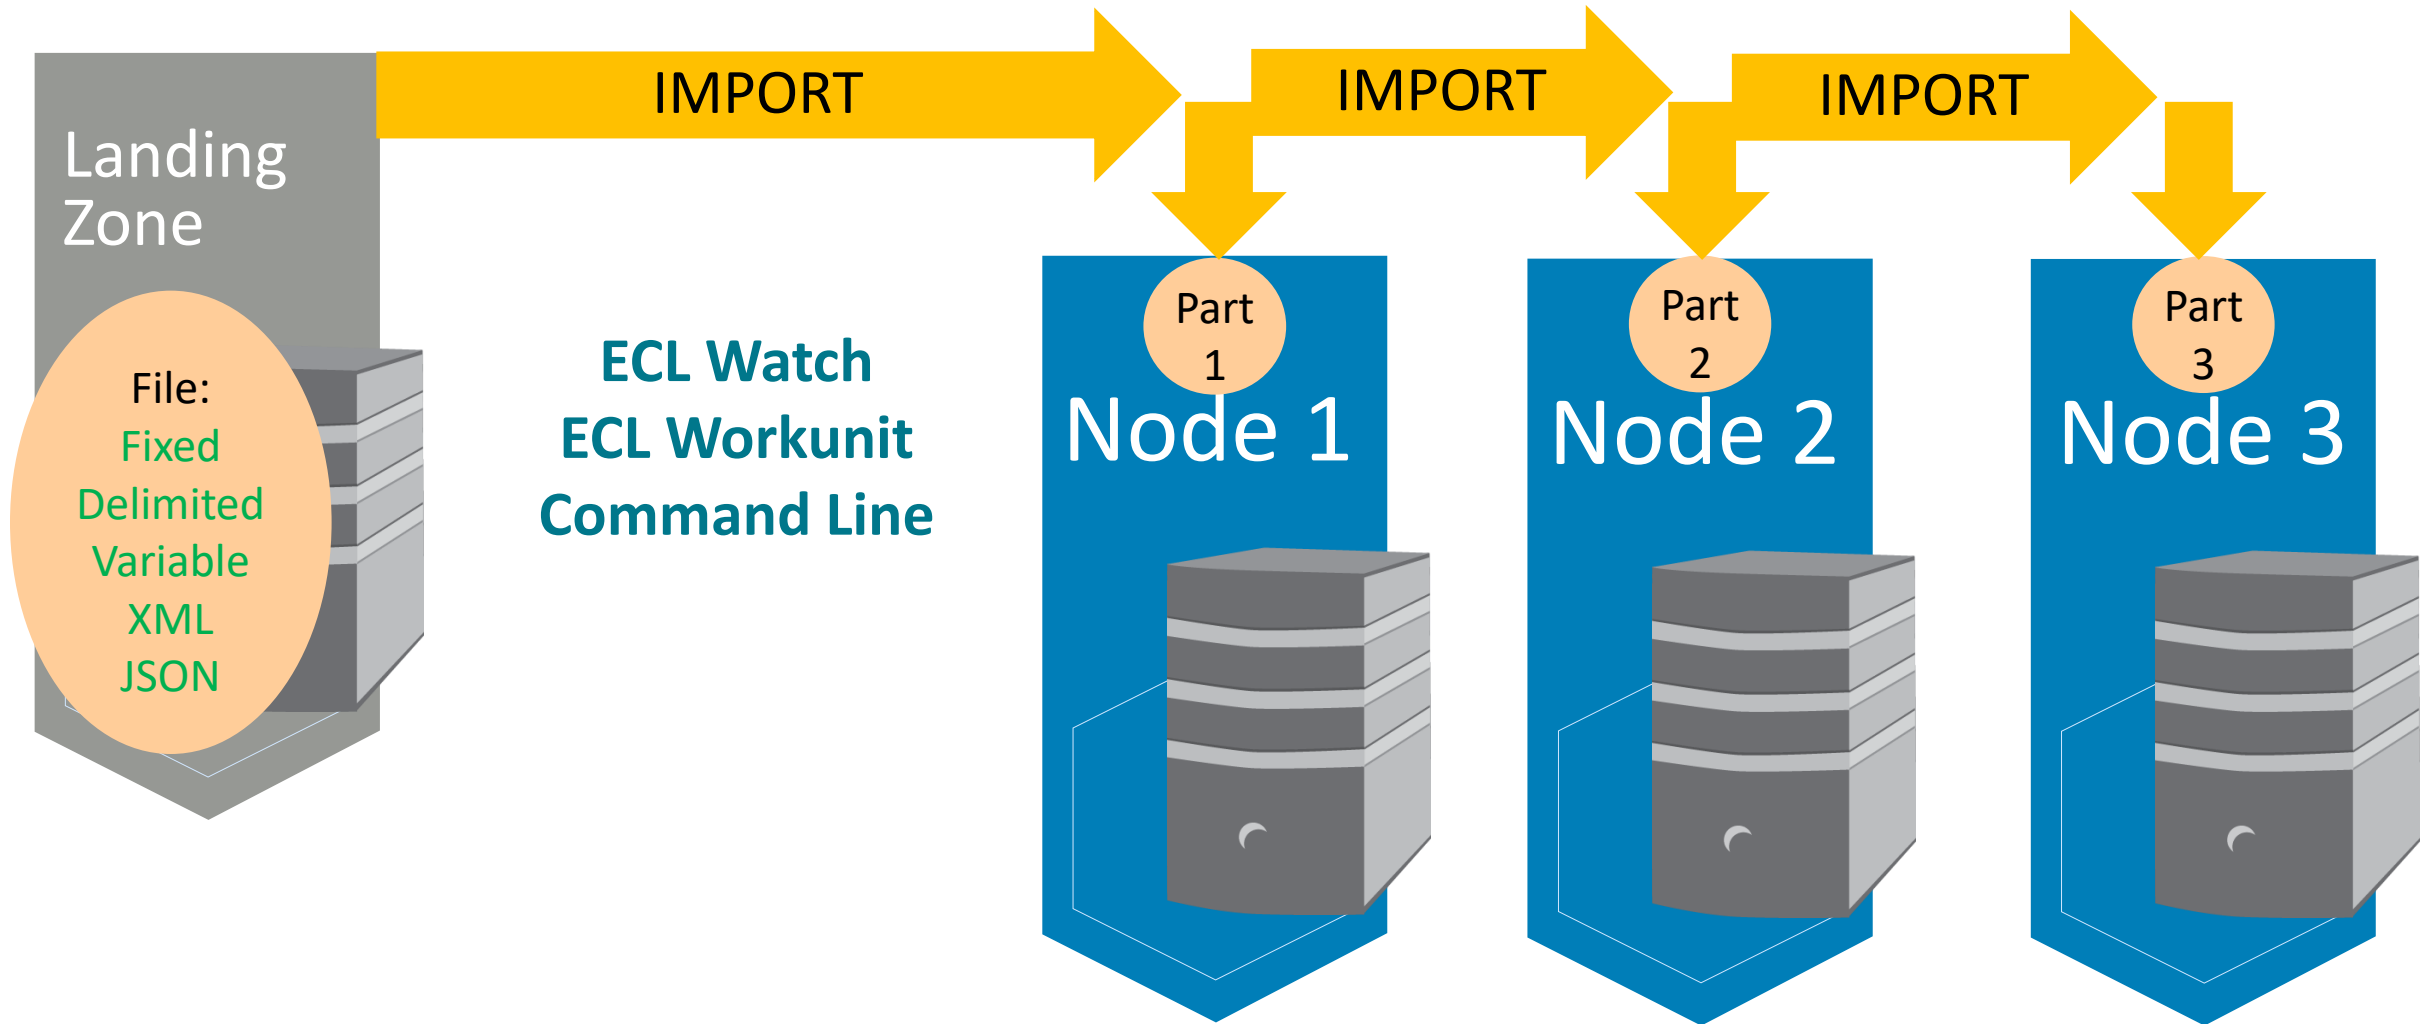 IMPORT
IMPORT
IMPORT
Landing
Zone
File:
Fixed
Delimited
Variable
XML
JSON
ECL Watch
ECL Workunit
Command Line
Part
1
Node 1
Part
2
Node 2
Part
3
Node 3